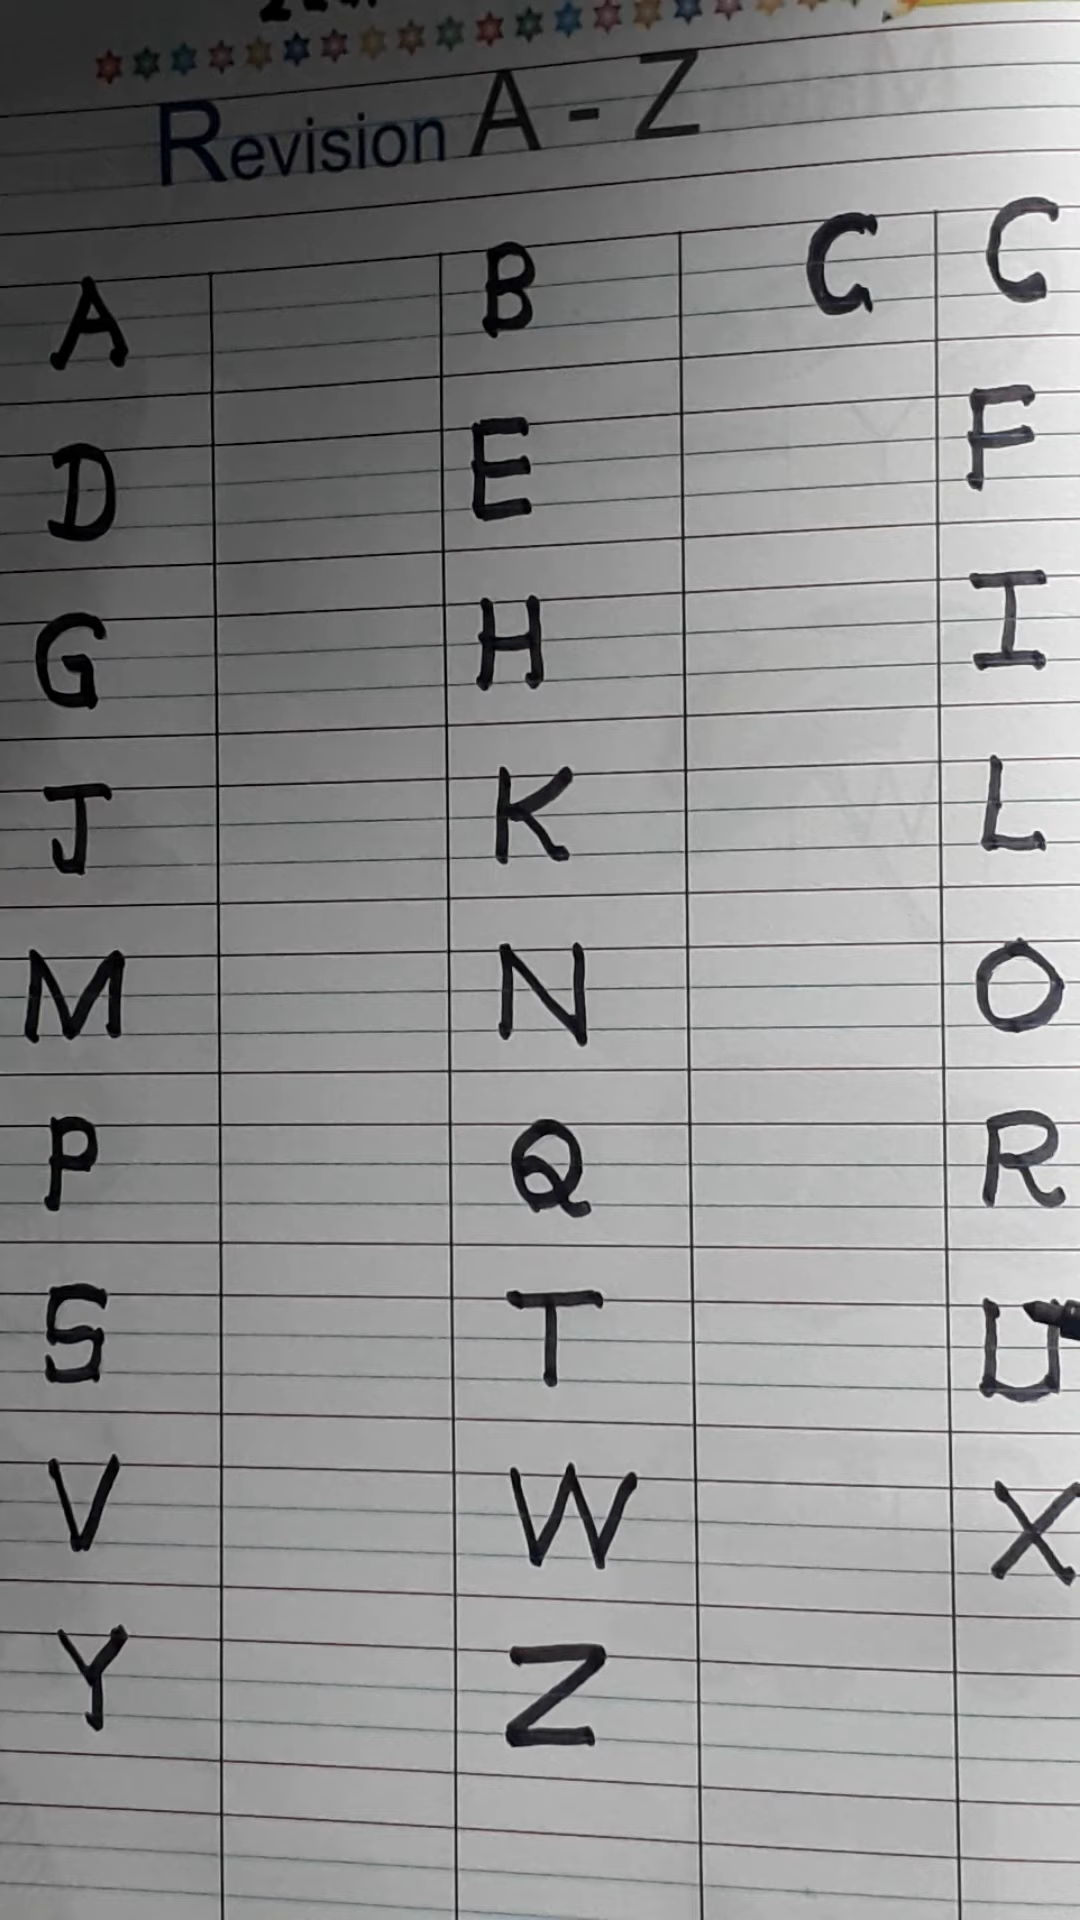 Revision A - Z
A B C C
D E F
G H I
J K L
M N O
P Q R
S T U
V W X
Y Z